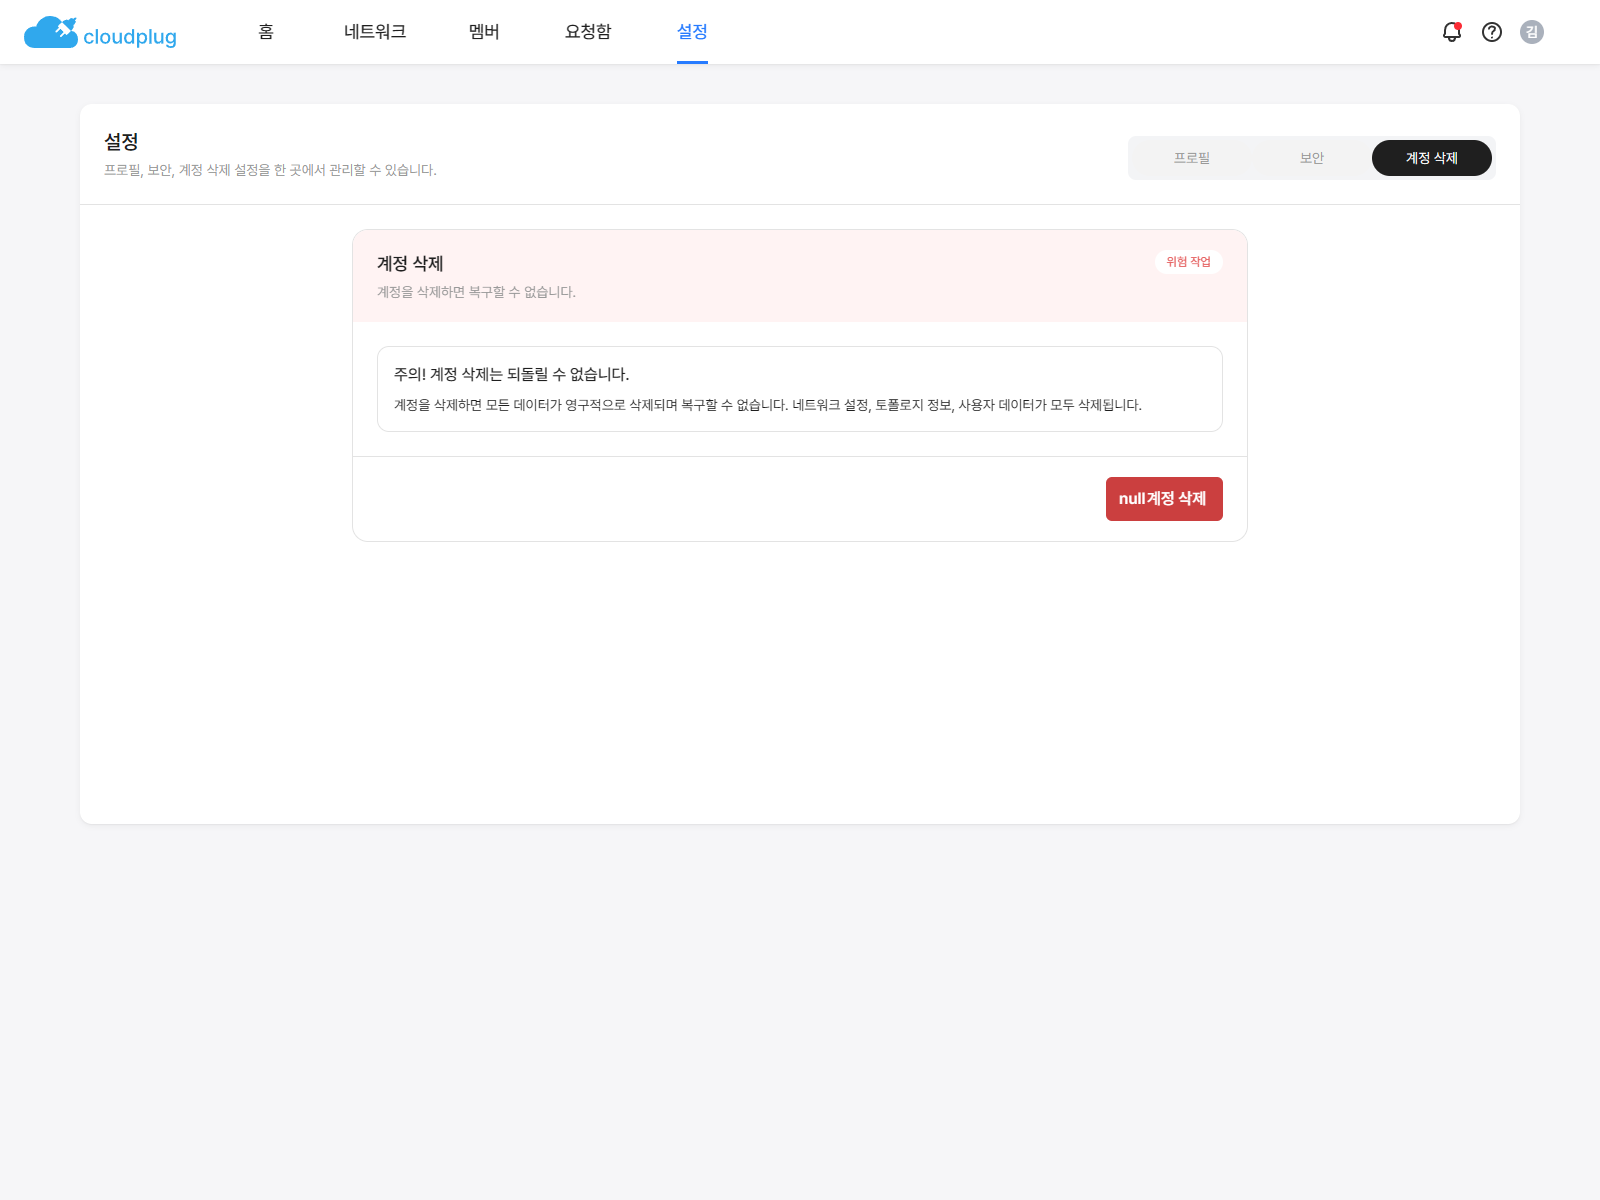 cloudplug
홈
네트워크
멤버
요청함
설정
김
설정
프로필, 보안, 계정 삭제 설정을 한 곳에서 관리할 수 있습니다.
프로필
보안
계정 삭제
계정 삭제
위험 작업
계정을 삭제하면 복구할 수 없습니다.
주의! 계정 삭제는 되돌릴 수 없습니다.
계정을 삭제하면 모든 데이터가 영구적으로 삭제되며 복구할 수 없습니다. 네트워크 설정, 토폴로지 정보, 사용자 데이터가 모두 삭제됩니다.
null계정 삭제